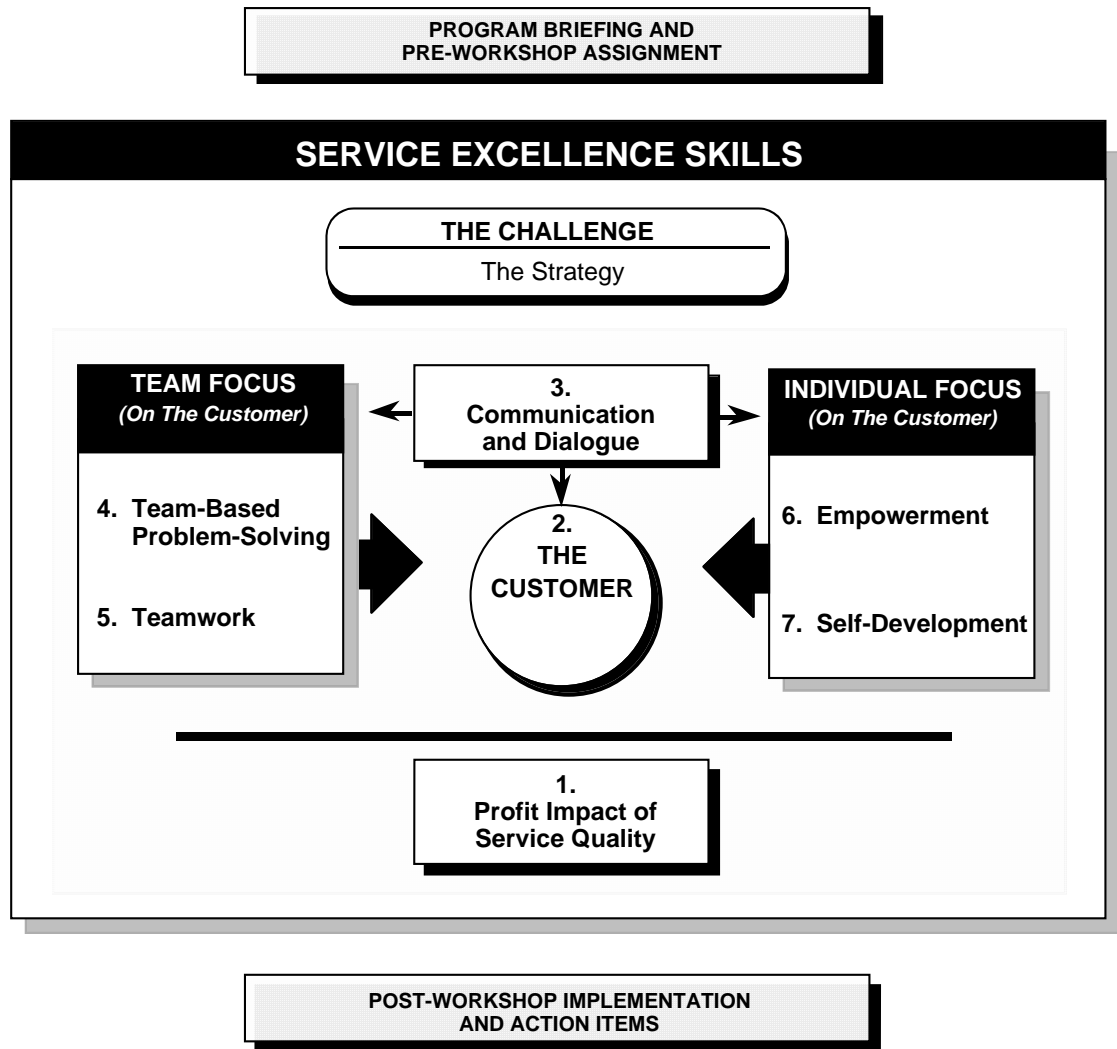 PROGRAM BRIEFING AND
PRE-WORKSHOP ASSIGNMENT
SERVICE EXCELLENCE SKILLS
THE CHALLENGE
The Strategy
TEAM FOCUS
(On The Customer)
4. Team-Based
Problem-Solving
5. Teamwork
3.
Communication
and Dialogue
2.
THE
CUSTOMER
INDIVIDUAL FOCUS
(On The Customer)
6. Empowerment
7. Self-Development
1.
Profit Impact of
Service Quality
POST-WORKSHOP IMPLEMENTATION
AND ACTION ITEMS